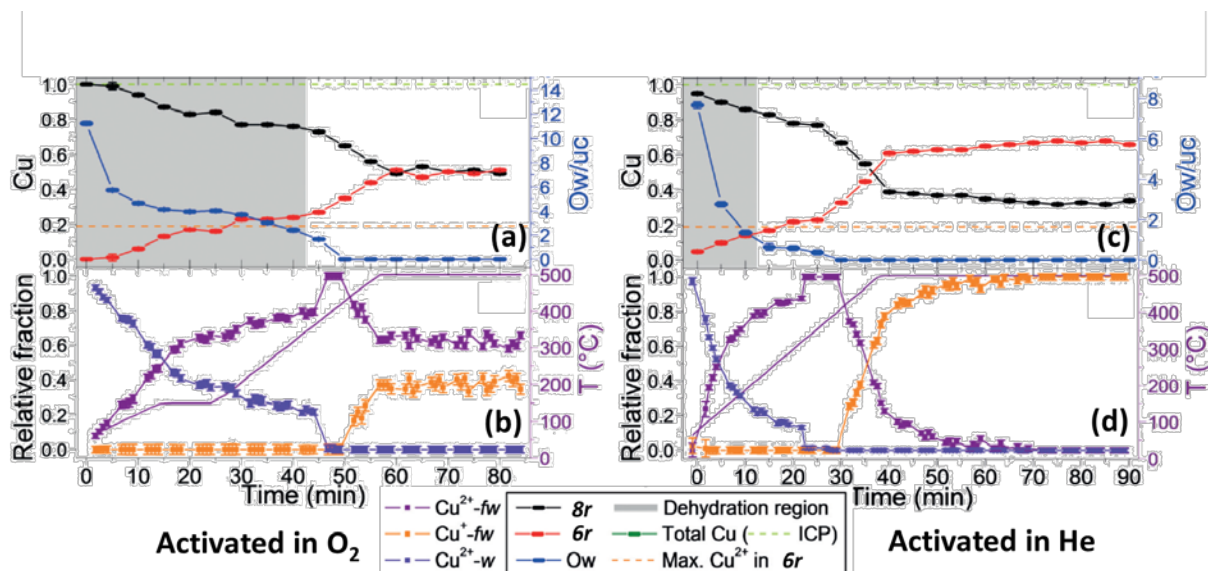 1.0
0.8
0.6
0.4
0.2
0.0
Cu
14
12
10
8
6
4
2
0
Ow/uc
(a)
1.0
0.8
0.6
0.4
0.2
0.0
Cu
8
6
4
2
0
Ow/uc
(c)
1.0
0.8
0.6
0.4
0.2
0.0
Relative fraction
500
400
300
200
100
0
T (°C)
(b)
0 10 20 30 40 50 60 70 80
Time (min)
1.0
0.8
0.6
0.4
0.2
0.0
Relative fraction
500
400
300
200
100
0
T (°C)
(d)
0 10 20 30 40 50 60 70 80 90
Time (min)
Activated in O₂
Cu²⁺-fw
Cu⁺-fw
Cu²⁺-w
8r
6r
Ow
Dehydration region
Total Cu ( ICP)
Max. Cu²⁺ in 6r
Activated in He